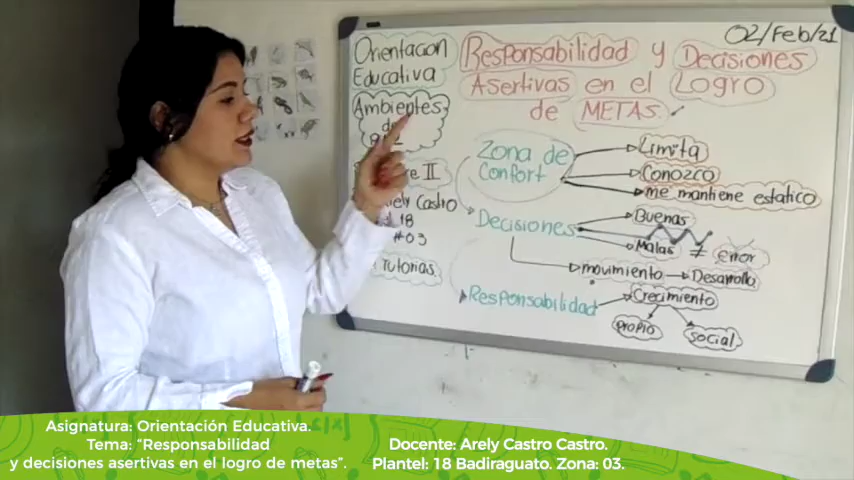 02/Feb/21
Orientacion
Educativa
Ambientes
II
Castro
18
#03
Tutorias
Responsabilidad y Decisiones
Asertivas en el Logro
de METAS.
Zona de
Confort
Limita
Conozco
me mantiene estatico
Decisiones
Buenas
Malas ≠ error
movimiento
Desarrollo
Responsabilidad
Crecimiento
propio
social
Asignatura: Orientación Educativa.
Tema: "Responsabilidad
y decisiones asertivas en el logro de metas".
Docente: Arely Castro Castro.
Plantel: 18 Badiraguato. Zona: 03.